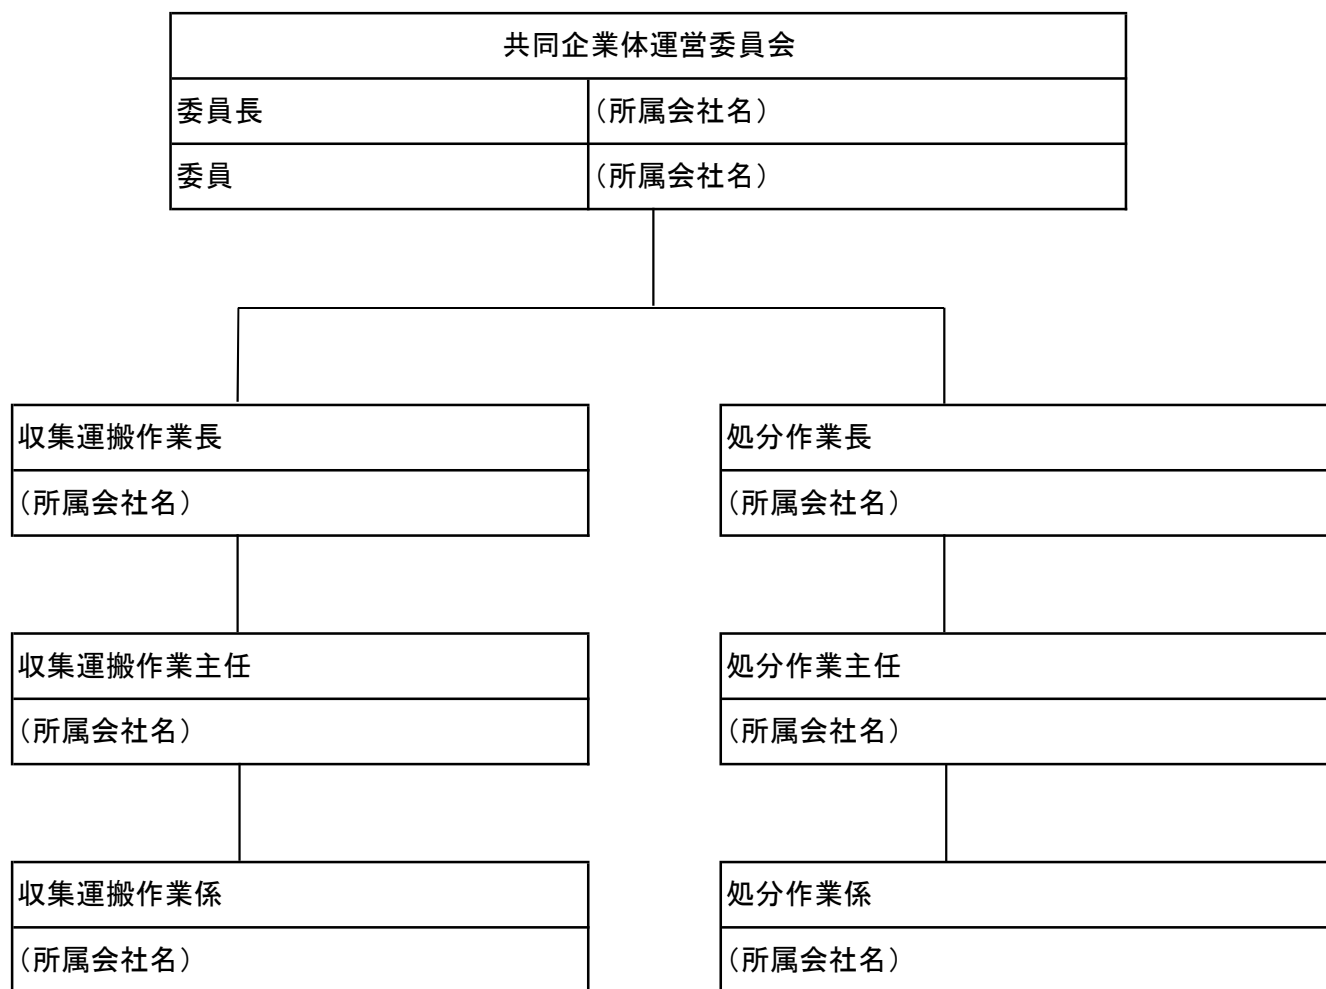 共同企業体運営委員会
委員長 （所属会社名）
委員 （所属会社名）
収集運搬作業長 処分作業長
（所属会社名） （所属会社名）
収集運搬作業主任 処分作業主任
（所属会社名） （所属会社名）
収集運搬作業係 処分作業係
（所属会社名） （所属会社名）